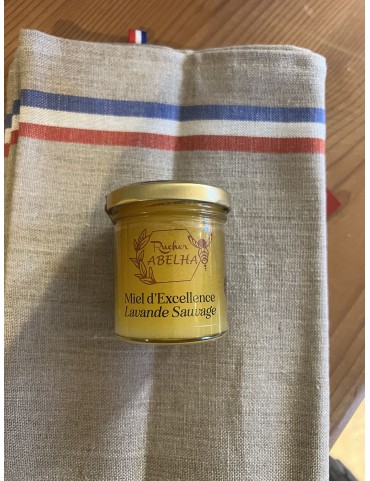 Rucher
ABELHA
Miel d'Excellence
Lavande Sauvage